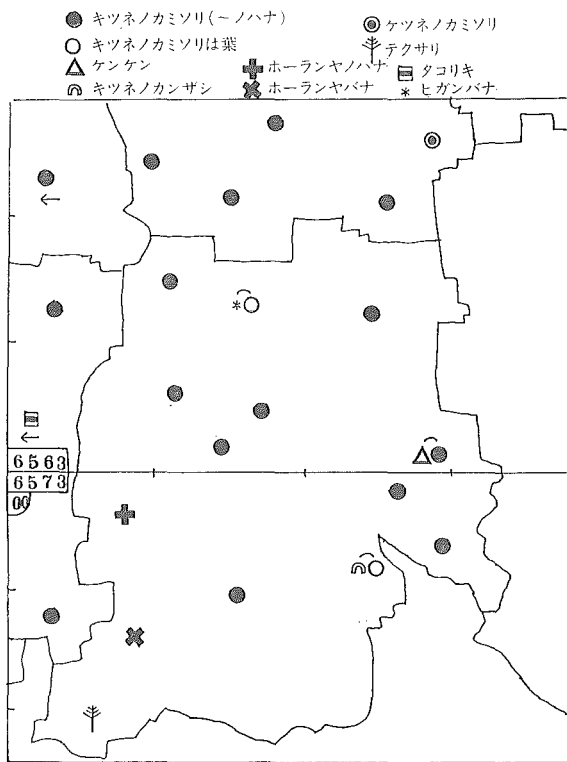 キツネノカミソリ(～ノハナ)
ケツネノカミソリ
キツネノカミソリは葉
テクサリ
ケンケン
ホーランヤノハナ
タコリキ
キツネノカンザシ
ホーランヤバナ
ヒガンバナ
6563
6573
00